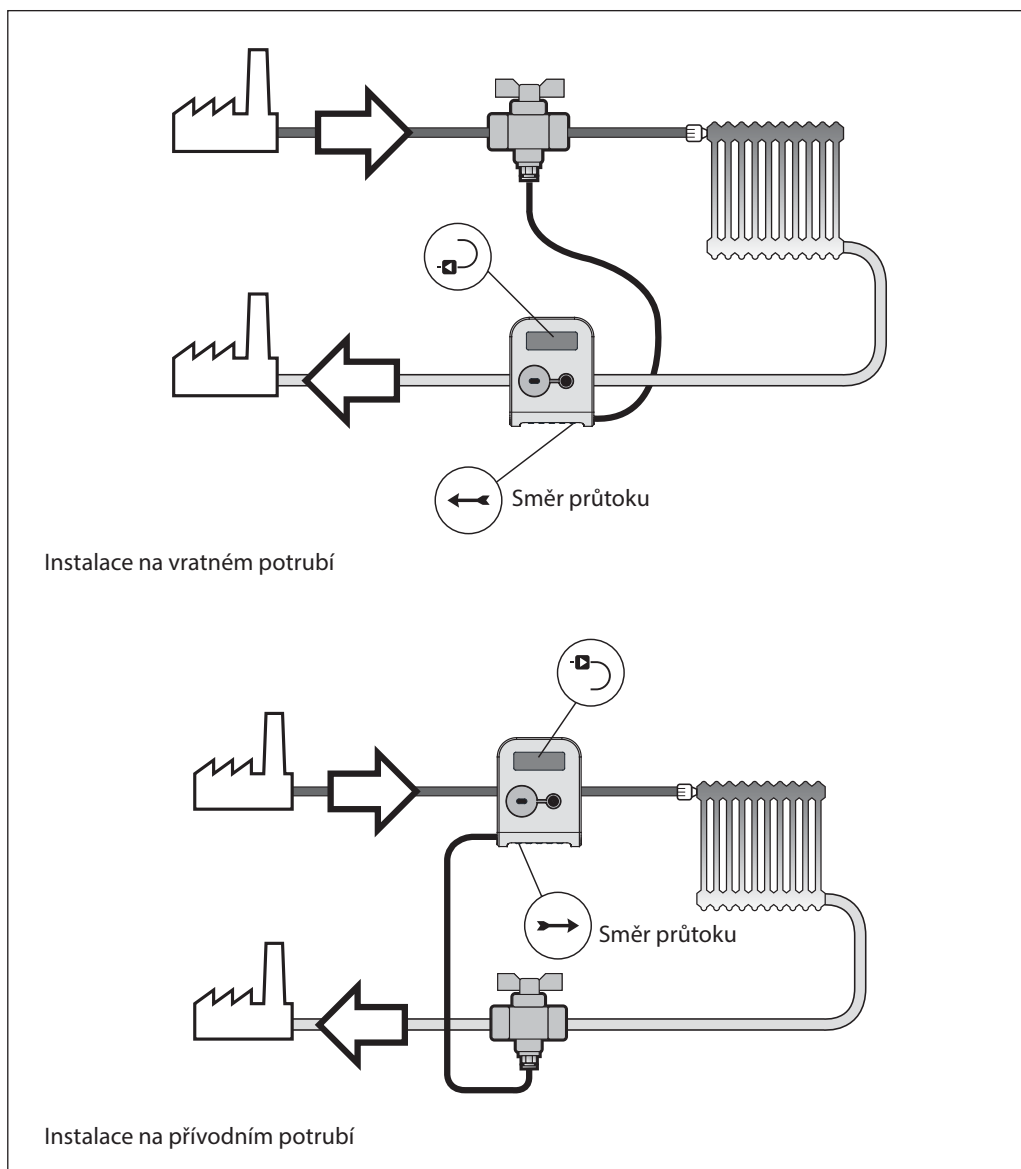 Směr průtoku
Instalace na vratném potrubí
Směr průtoku
Instalace na přívodním potrubí